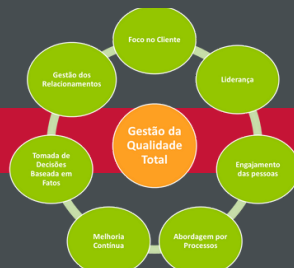 Foco no Cliente
Gestão dos
Relacionamentos
Liderança
Gestão da
Qualidade
Total
Tomada de
Decisões
Baseada em
Fatos
Engajamento
das pessoas
Melhoria
Contínua
Abordagem por
Processos